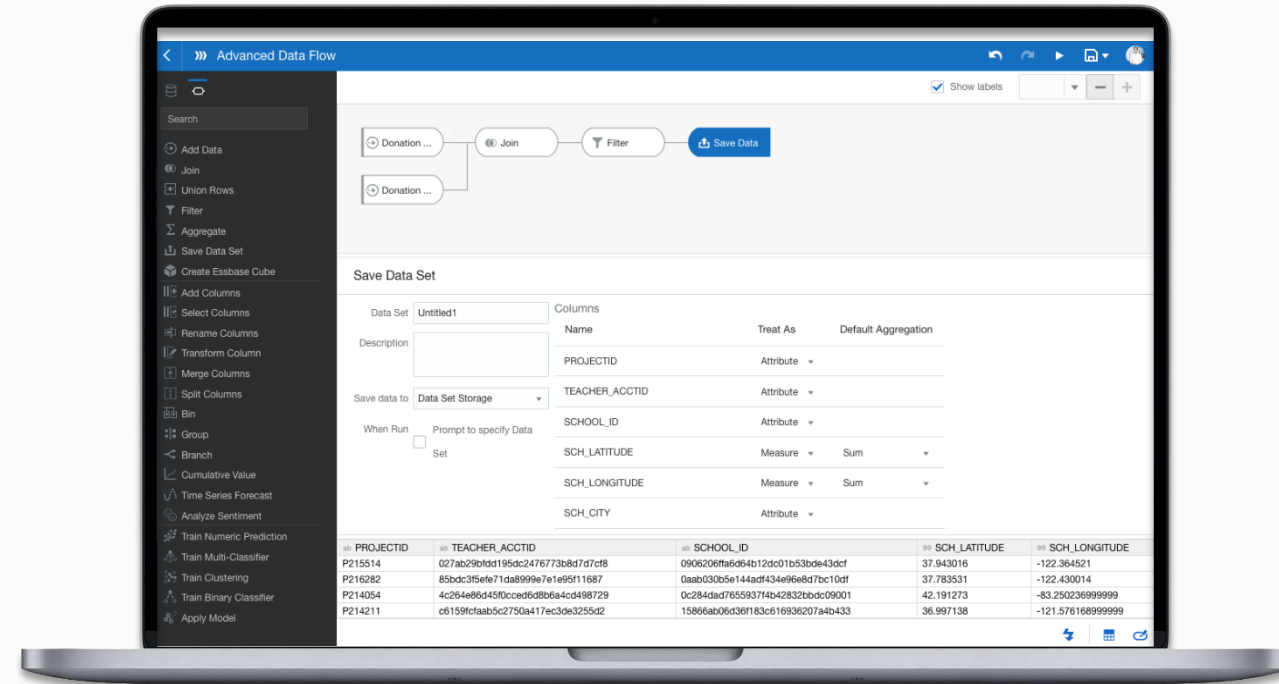 Advanced Data Flow
Show labels
Search
Add Data
Join
Union Rows
Filter
Aggregate
Save Data Set
Create Essbase Cube
Add Columns
Select Columns
Rename Columns
Transform Column
Merge Columns
Split Columns
Bin
Group
Branch
Cumulative Value
Time Series Forecast
Analyze Sentiment
Train Numeric Prediction
Train Multi-Classifier
Train Clustering
Train Binary Classifier
Apply Model
Donation ... Join Filter Save Data
Donation ...
Save Data Set
Data Set Untitled1
Description
Save data to Data Set Storage
When Run Prompt to specify Data
Set
Columns
Name Treat As Default Aggregation
PROJECTID Attribute
TEACHER_ACCTID Attribute
SCHOOL_ID Attribute
SCH_LATITUDE Measure Sum
SCH_LONGITUDE Measure Sum
SCH_CITY Attribute
ab PROJECTID ab TEACHER_ACCTID ab SCHOOL_ID 99 SCH_LATITUDE 99 SCH_LONGITUDE
P215514 027ab29bfdd195dc2476773b8d7d7cf8 0906206ffa6d64b12dc01b53bde43dcf 37.943016 -122.364521
P216282 85bdc3f5efe71da8999e7e1e95f11687 0aab030b5e144adf434e96e8d7bc10df 37.783531 -122.430014
P214054 4c264e86d45f0cced6d8b6a4cd498729 0c284dad7655937f4b42832bbdc09001 42.191273 -83.250236999999
P214211 c6159fcfaab5c2750a417ec3de3255d2 15866ab06d36f183c616936207a4b433 36.997138 -121.576168999999